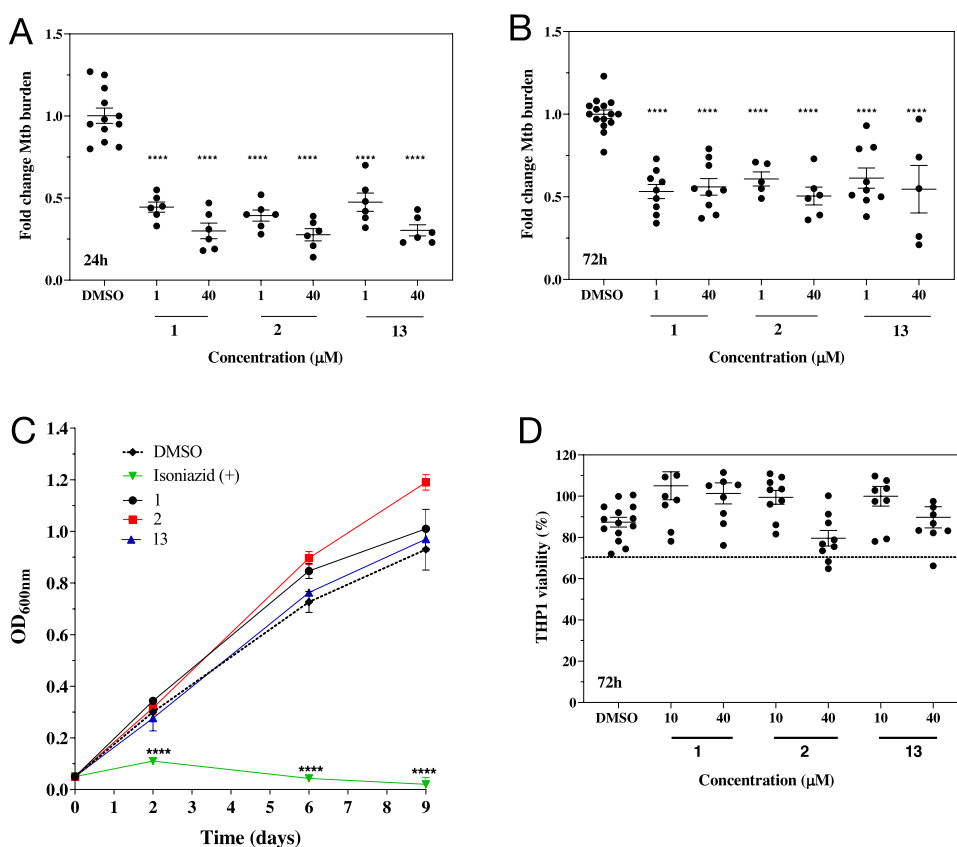 A
Fold change Mtb burden
1.5
1.0
0.5
0.0
**** **** **** **** **** ****
24h
DMSO 1 40 1 40 1 40
1 2 13
Concentration (μM)
B
Fold change Mtb burden
1.5
1.0
0.5
0.0
**** **** **** **** **** ****
72h
DMSO 1 40 1 40 1 40
1 2 13
Concentration (μM)
C
OD600nm
1.4
1.2
1.0
0.8
0.6
0.4
0.2
0.0
DMSO
Isoniazid (+)
1
2
13
**** **** ****
0 1 2 3 4 5 6 7 8 9
Time (days)
D
THP1 viability (%)
120
100
80
60
40
20
0
72h
DMSO 10 40 10 40 10 40
1 2 13
Concentration (μM)